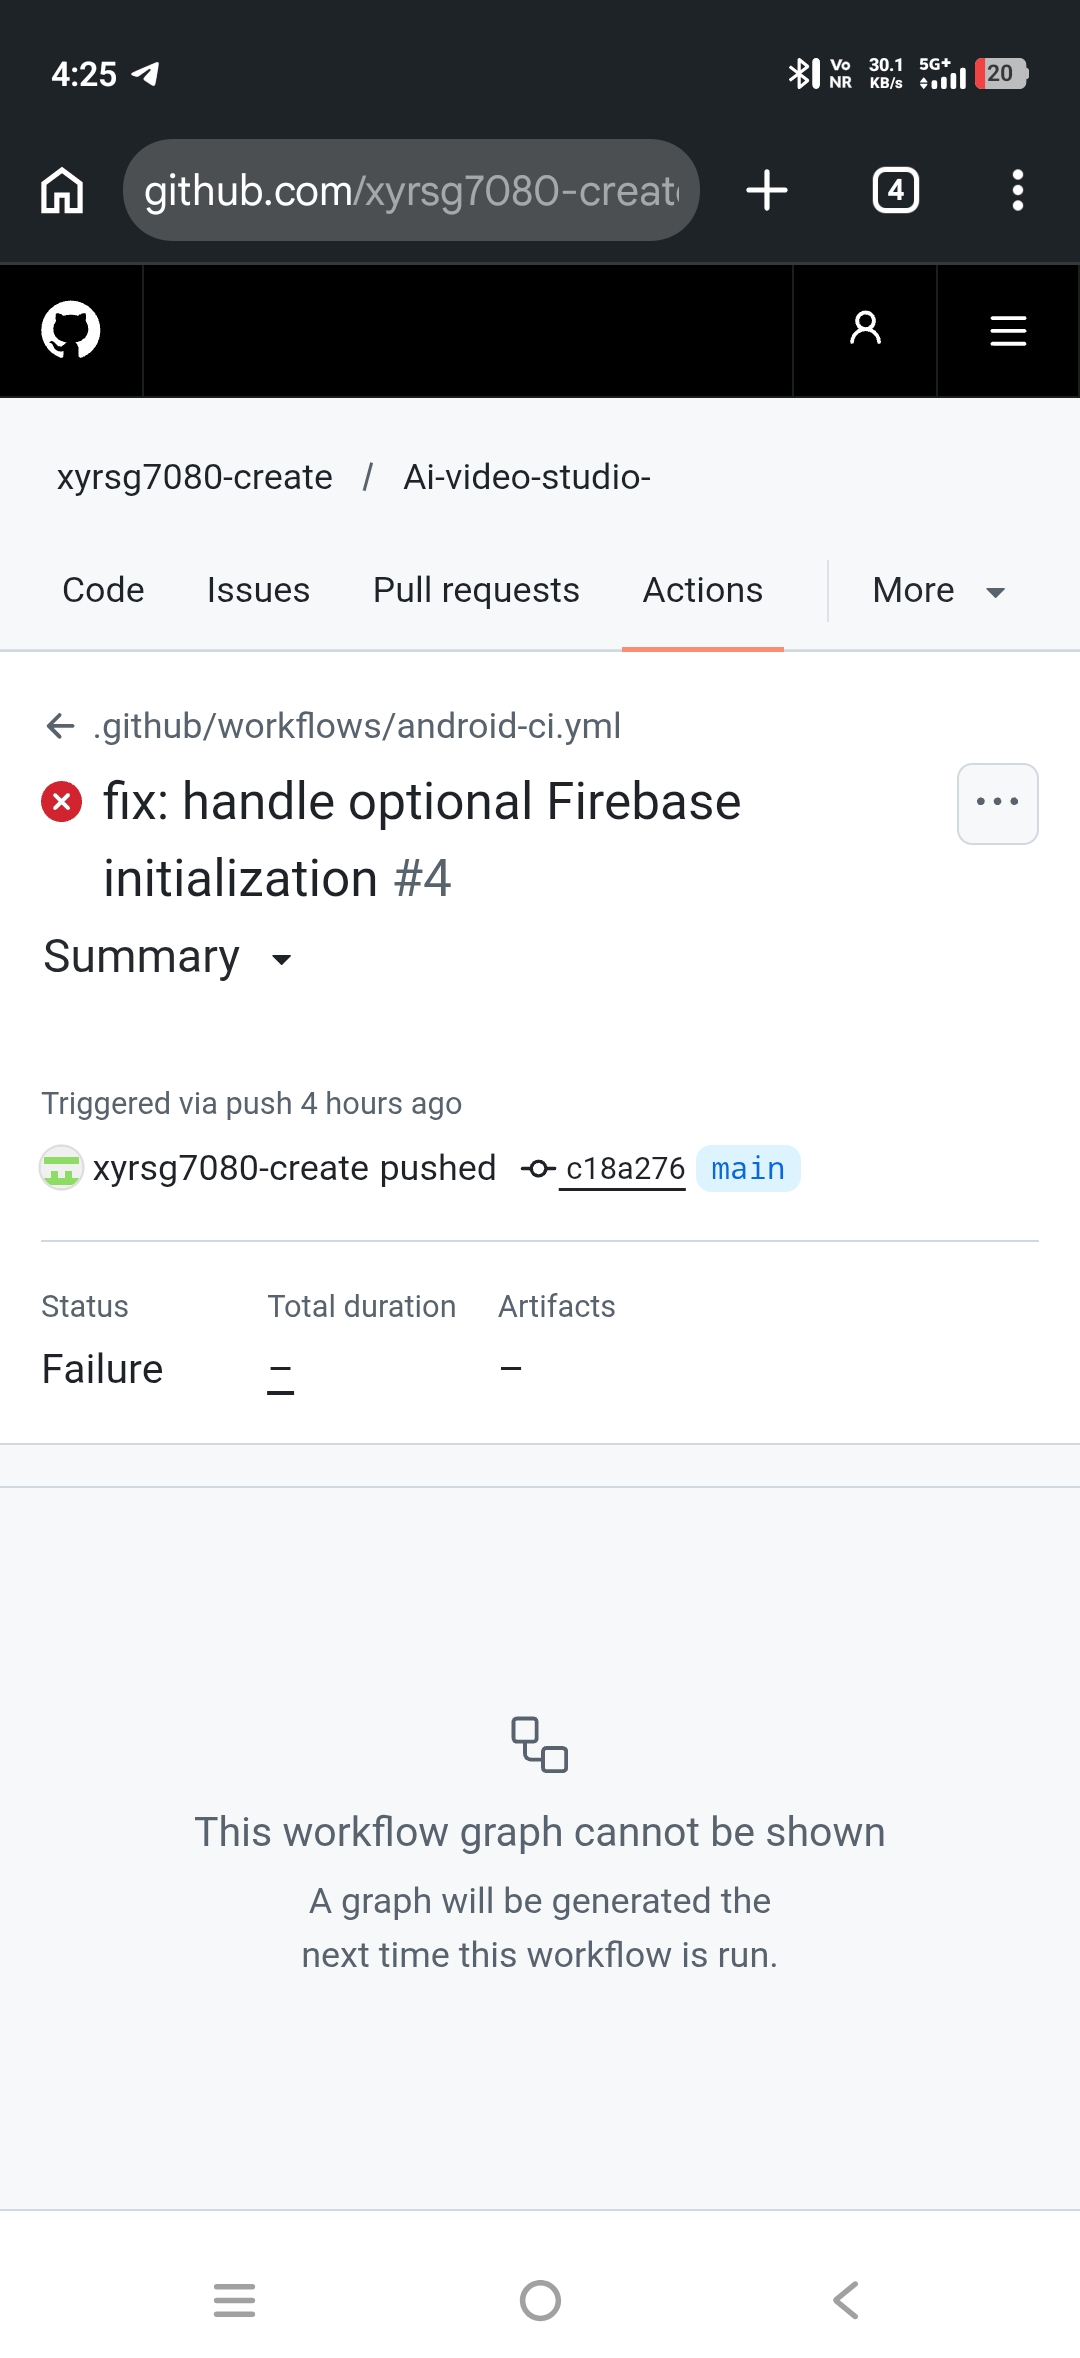 4:25
Vo NR 30.1 KB/s 5G+ 20
github.com/xyrsg7080-creat
4
xyrsg7080-create / Ai-video-studio-
Code Issues Pull requests Actions More
.github/workflows/android-ci.yml
fix: handle optional Firebase
initialization #4
Summary
Triggered via push 4 hours ago
xyrsg7080-create pushed c18a276 main
Status Total duration Artifacts
Failure – –
This workflow graph cannot be shown
A graph will be generated the
next time this workflow is run.